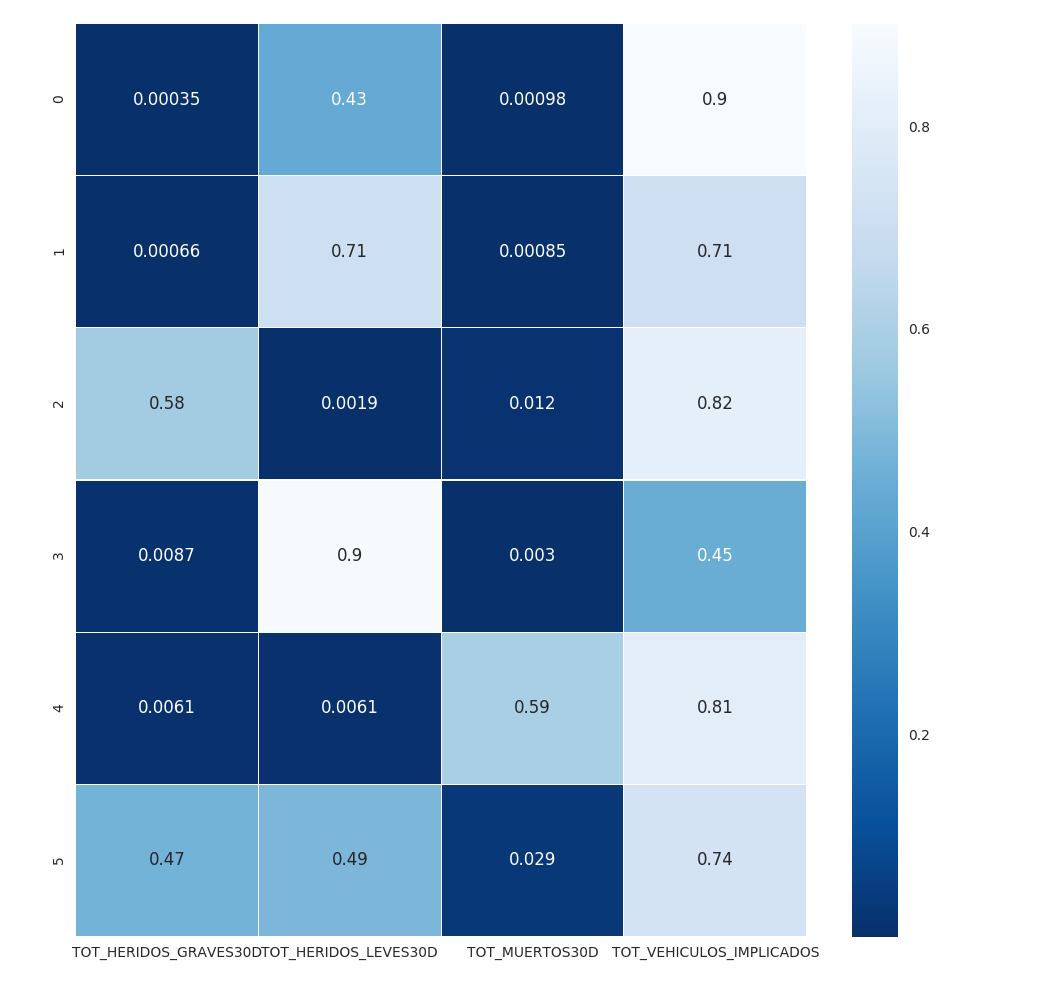 0 0.00035 0.43 0.00098 0.9
0.8
1 0.00066 0.71 0.00085 0.71
0.6
2 0.58 0.0019 0.012 0.82
0.4
3 0.0087 0.9 0.003 0.45
4 0.0061 0.0061 0.59 0.81
0.2
5 0.47 0.49 0.029 0.74
TOT_HERIDOS_GRAVES30D TOT_HERIDOS_LEVES30D TOT_MUERTOS30D TOT_VEHICULOS_IMPLICADOS